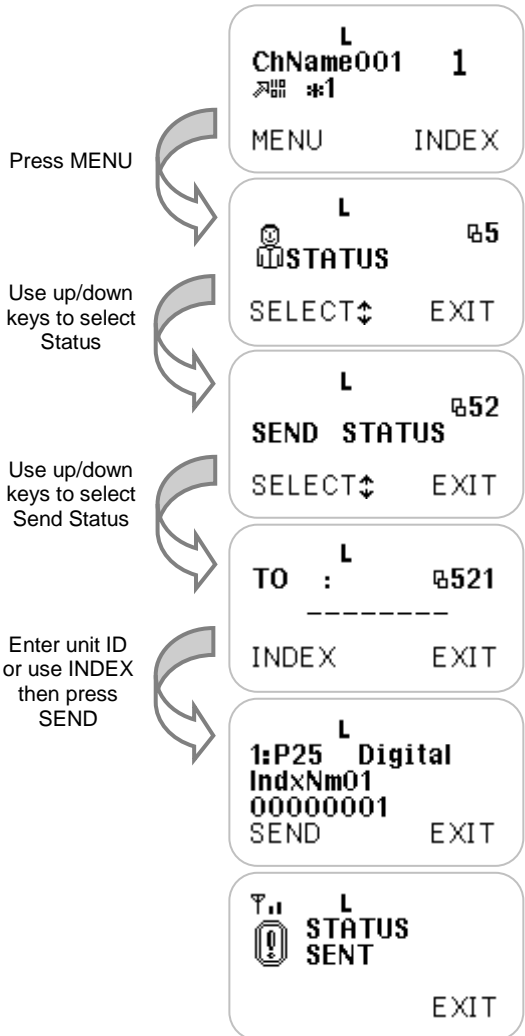 L
ChName001 1
*1
MENU INDEX
Press MENU
L
5
STATUS
SELECT EXIT
Use up/down
keys to select
Status
L
52
SEND STATUS
SELECT EXIT
Use up/down
keys to select
Send Status
L
TO : 521
--------
INDEX EXIT
Enter unit ID
or use INDEX
then press
SEND
L
1:P25 Digital
IndxNm01
00000001
SEND EXIT
L
STATUS
SENT
EXIT